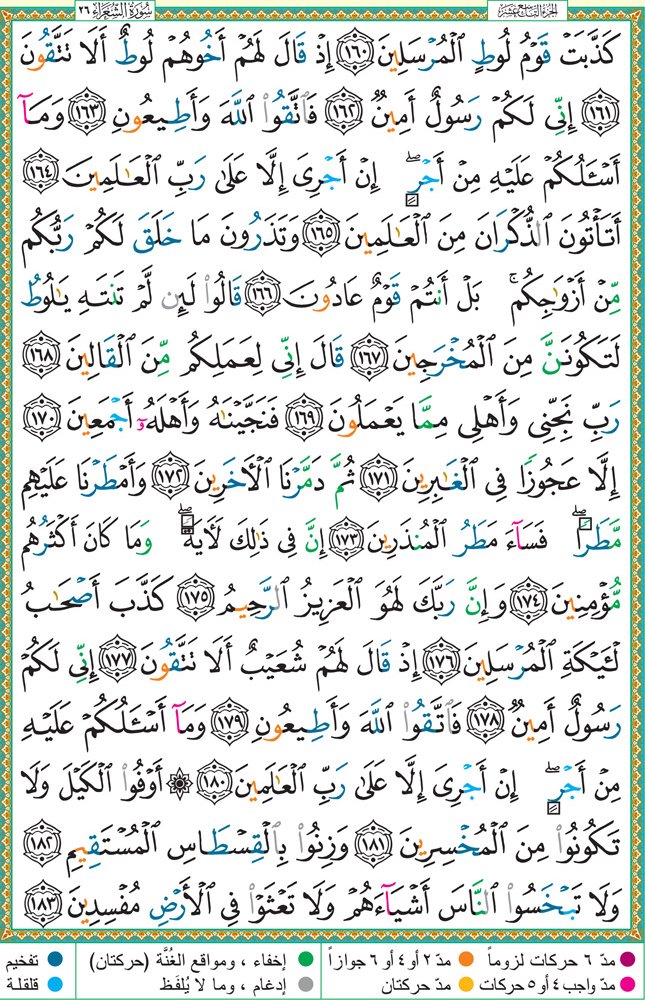 سُورَةُ الشُّعَرَاءِ ٢٦
الجزء التاسع عشر
كَذَّبَتۡ قَوۡمُ لُوطٍ ٱلۡمُرۡسَلِينَ ١٦٠ إِذۡ قَالَ لَهُمۡ أَخُوهُمۡ لُوطٌ أَلَا تَتَّقُونَ
١٦١ إِنِّي لَكُمۡ رَسُولٌ أَمِينٞ ١٦٢ فَٱتَّقُواْ ٱللَّهَ وَأَطِيعُونِ ١٦٣ وَمَآ
أَسۡـَٔلُكُمۡ عَلَيۡهِ مِنۡ أَجۡرٍۖ إِنۡ أَجۡرِيَ إِلَّا عَلَىٰ رَبِّ ٱلۡعَٰلَمِينَ ١٦٤
أَتَأۡتُونَ ٱلذُّكۡرَانَ مِنَ ٱلۡعَٰلَمِينَ ١٦٥ وَتَذَرُونَ مَا خَلَقَ لَكُمۡ رَبُّكُم
مِّنۡ أَزۡوَٰجِكُمۚ بَلۡ أَنتُمۡ قَوۡمٌ عَادُونَ ١٦٦ قَالُواْ لَئِن لَّمۡ تَنتَهِ يَٰلُوطُ
لَتَكُونَنَّ مِنَ ٱلۡمُخۡرَجِينَ ١٦٧ قَالَ إِنِّي لِعَمَلِكُم مِّنَ ٱلۡقَالِينَ ١٦٨
رَبِّ نَجِّنِي وَأَهۡلِي مِمَّا يَعۡمَلُونَ ١٦٩ فَنَجَّيۡنَٰهُ وَأَهۡلَهُۥٓ أَجۡمَعِينَ ١٧٠
إِلَّا عَجُوزٗا فِي ٱلۡغَٰبِرِينَ ١٧١ ثُمَّ دَمَّرۡنَا ٱلۡأٓخَرِينَ ١٧٢ وَأَمۡطَرۡنَا عَلَيۡهِم
مَّطَرٗاۖ فَسَآءَ مَطَرُ ٱلۡمُنذَرِينَ ١٧٣ إِنَّ فِي ذَٰلِكَ لَأٓيَةٗۖ وَمَا كَانَ أَكۡثَرُهُم
مُّؤۡمِنِينَ ١٧٤ وَإِنَّ رَبَّكَ لَهُوَ ٱلۡعَزِيزُ ٱلرَّحِيمُ ١٧٥ كَذَّبَ أَصۡحَٰبُ
لۡـَٔيۡكَةِ ٱلۡمُرۡسَلِينَ ١٧٦ إِذۡ قَالَ لَهُمۡ شُعَيۡبٌ أَلَا تَتَّقُونَ ١٧٧ إِنِّي لَكُمۡ
رَسُولٌ أَمِينٞ ١٧٨ فَٱتَّقُواْ ٱللَّهَ وَأَطِيعُونِ ١٧٩ وَمَآ أَسۡـَٔلُكُمۡ عَلَيۡهِ
مِنۡ أَجۡرٍۖ إِنۡ أَجۡرِيَ إِلَّا عَلَىٰ رَبِّ ٱلۡعَٰلَمِينَ ١٨٠ ۞ أَوۡفُواْ ٱلۡكَيۡلَ وَلَا
تَكُونُواْ مِنَ ٱلۡمُخۡسِرِينَ ١٨١ وَزِنُواْ بِٱلۡقِسۡطَاسِ ٱلۡمُسۡتَقِيمِ ١٨٢
وَلَا تَبۡخَسُواْ ٱلنَّاسَ أَشۡيَآءَهُمۡ وَلَا تَعۡثَوۡاْ فِي ٱلۡأَرۡضِ مُفۡسِدِينَ ١٨٣
مدّ ٦ حركات لزوماً ● مدّ ٢ أو ٤ أو ٦ جوازاً ● إخفاء ، ومواقع الغُنَّة (حركتان) ● تفخيم
مدّ واجب ٤ أو ٥ حركات ● مدّ حركتان ● إدغام ، وما لا يُلفَظ ● قلقلة